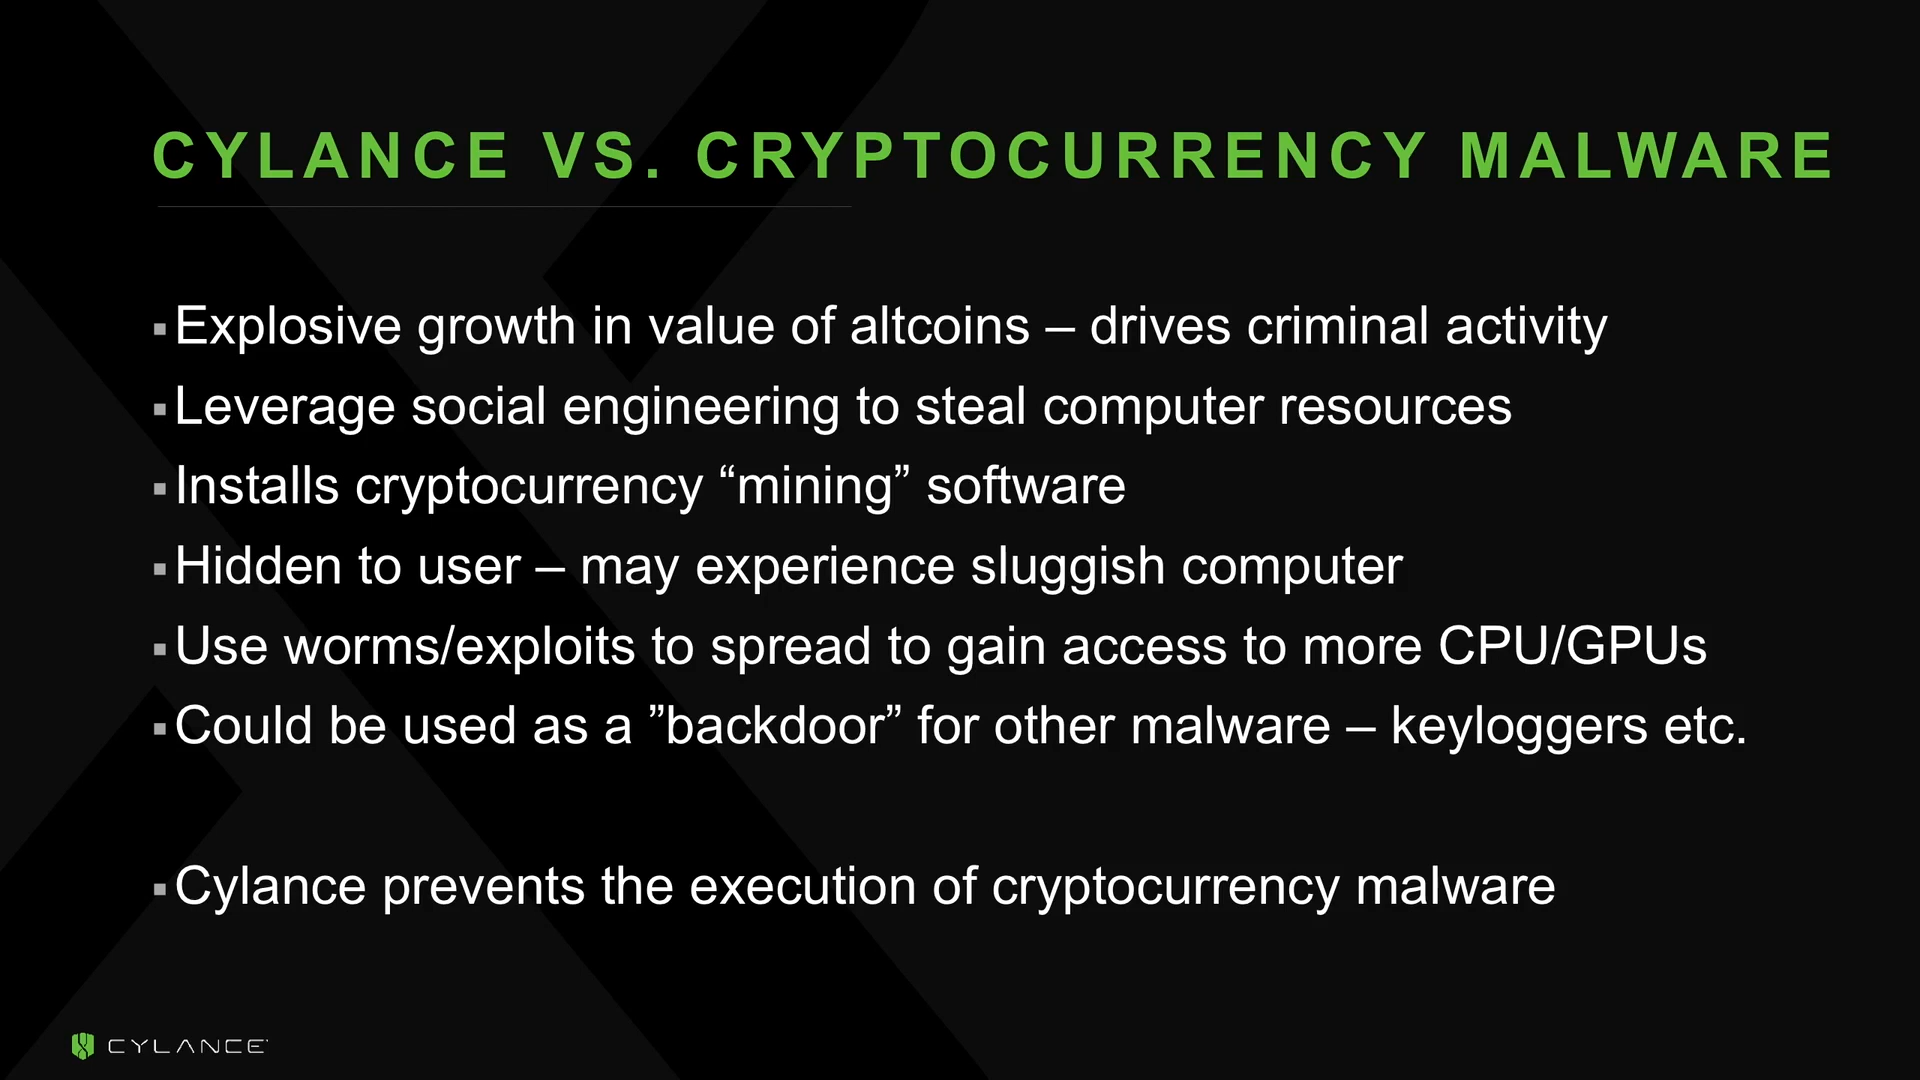 CYLANCE VS. CRYPTOCURRENCY MALWARE
▪Explosive growth in value of altcoins – drives criminal activity
▪Leverage social engineering to steal computer resources
▪Installs cryptocurrency “mining” software
▪Hidden to user – may experience sluggish computer
▪Use worms/exploits to spread to gain access to more CPU/GPUs
▪Could be used as a ”backdoor” for other malware – keyloggers etc.
▪Cylance prevents the execution of cryptocurrency malware
CYLANCE